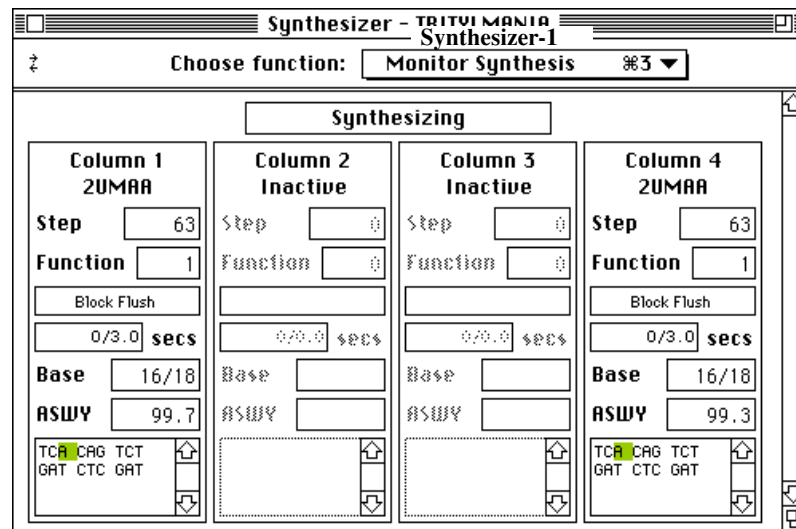 Synthesizer - TRITYLMANIA
Synthesizer-1
Choose function: Monitor Synthesis ⌘3 ▼
Synthesizing
Column 1
2UMAA
Step 63
Function 1
Block Flush
0/3.0 secs
Base 16/18
ASWY 99.7
TCA CAG TCT
GAT CTC GAT
Column 2
Inactive
Step 0
Function 0
0/0.0 secs
Base
ASWY
Column 3
Inactive
Step 0
Function 0
0/0.0 secs
Base
ASWY
Column 4
2UMAA
Step 63
Function 1
Block Flush
0/3.0 secs
Base 16/18
ASWY 99.3
TCA CAG TCT
GAT CTC GAT